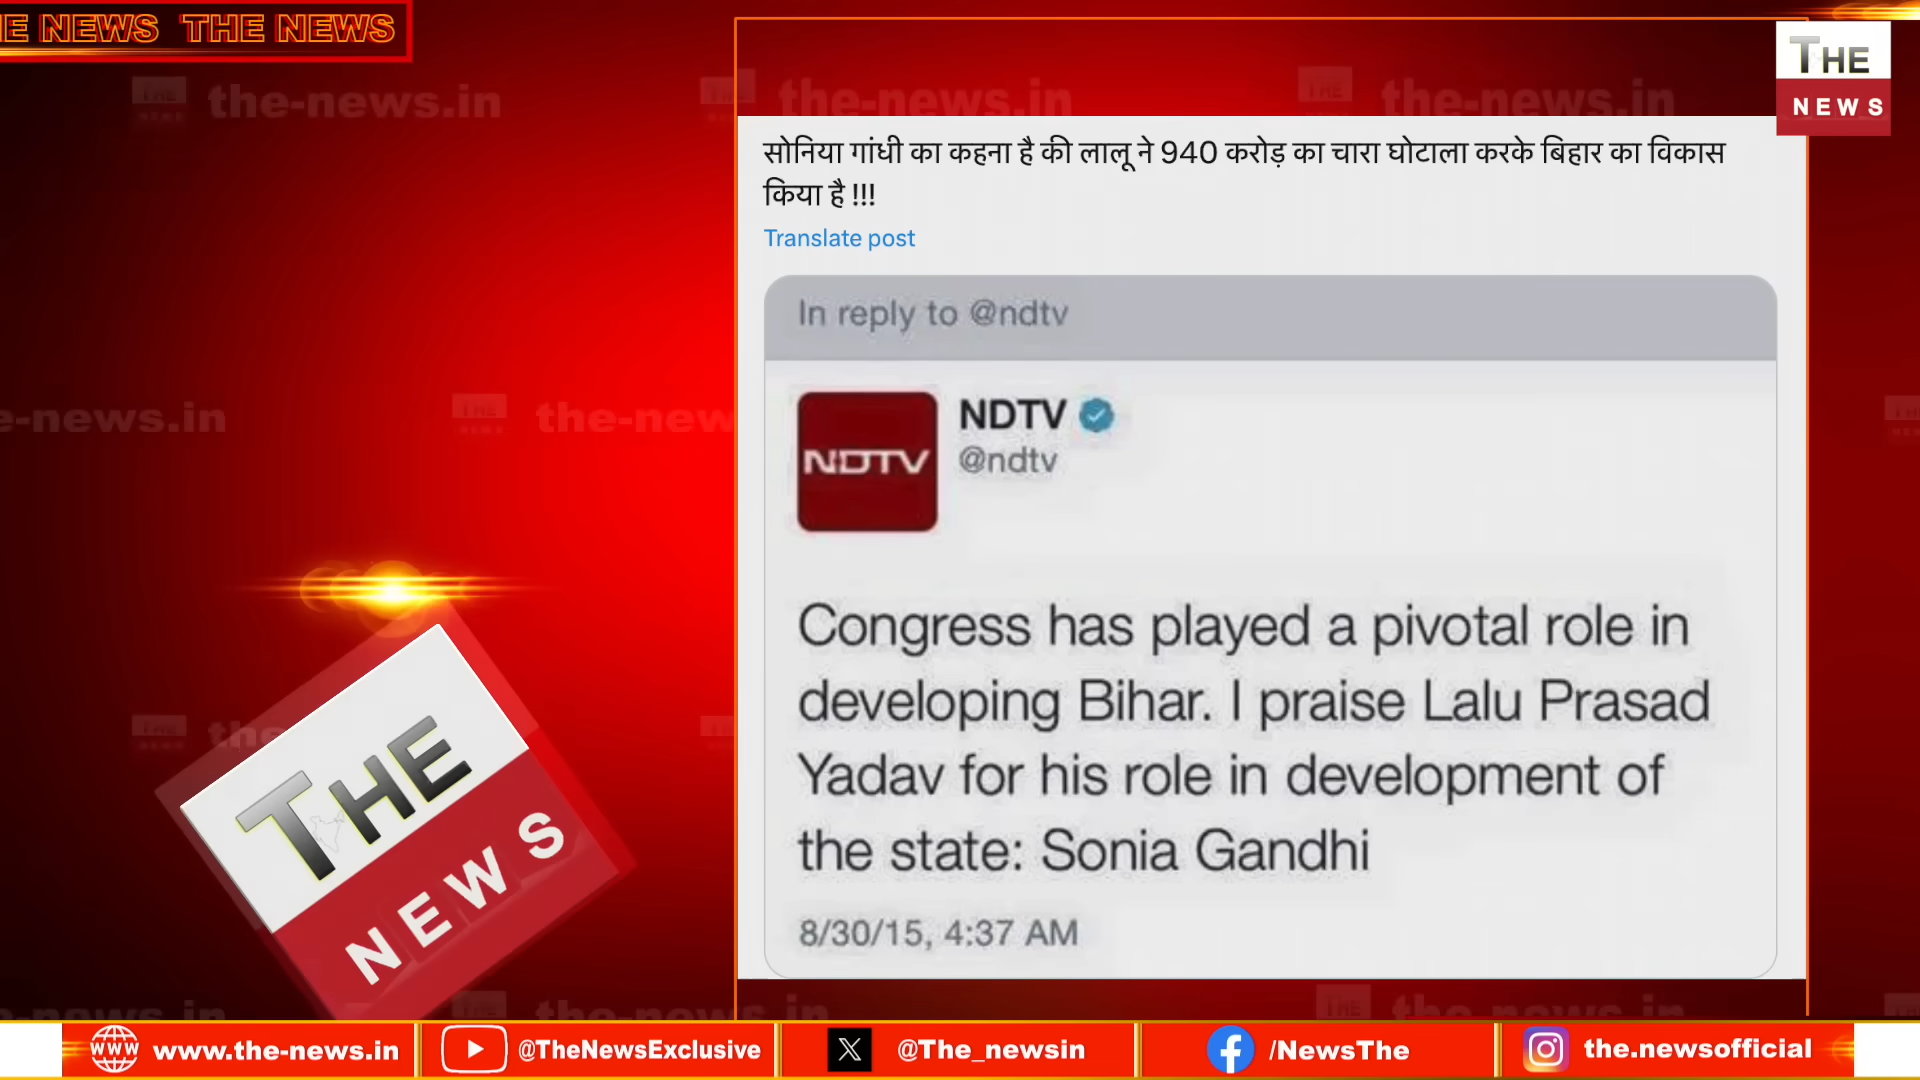 E NEWS THE NEWS
the-news.in
the-news.in
the-news.in
THE
NEWS
सोनिया गांधी का कहना है की लालू ने 940 करोड़ का चारा घोटाला करके बिहार का विकास
किया है !!!
Translate post
In reply to @ndtv
NDTV
NDTV
@ndtv
e-news.in
the-new
Congress has played a pivotal role in
developing Bihar. I praise Lalu Prasad
Yadav for his role in development of
the state: Sonia Gandhi
8/30/15, 4:37 AM
THE
NEWS
www.the-news.in
@TheNewsExclusive
@The_newsin
/NewsThe
the.newsofficial